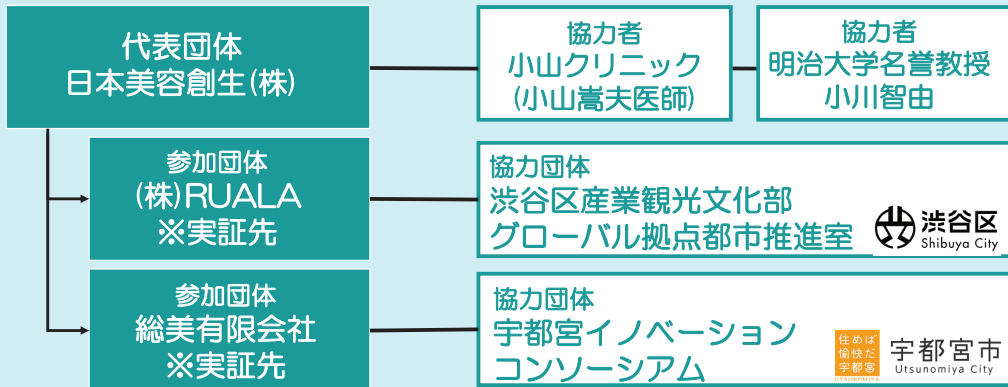 代表団体
日本美容創生(株)
協力者
小山クリニック
(小山嵩夫医師)
協力者
明治大学名誉教授
小川智由
参加団体
(株)RUALA
※実証先
協力団体
渋谷区産業観光文化部
グローバル拠点都市推進室
渋谷区
Shibuya City
参加団体
総美有限会社
※実証先
協力団体
宇都宮イノベーション
コンソーシアム
住めば
愉快だ
宇都宮
UTSUNOMIYA
宇都宮市
Utsunomiya City